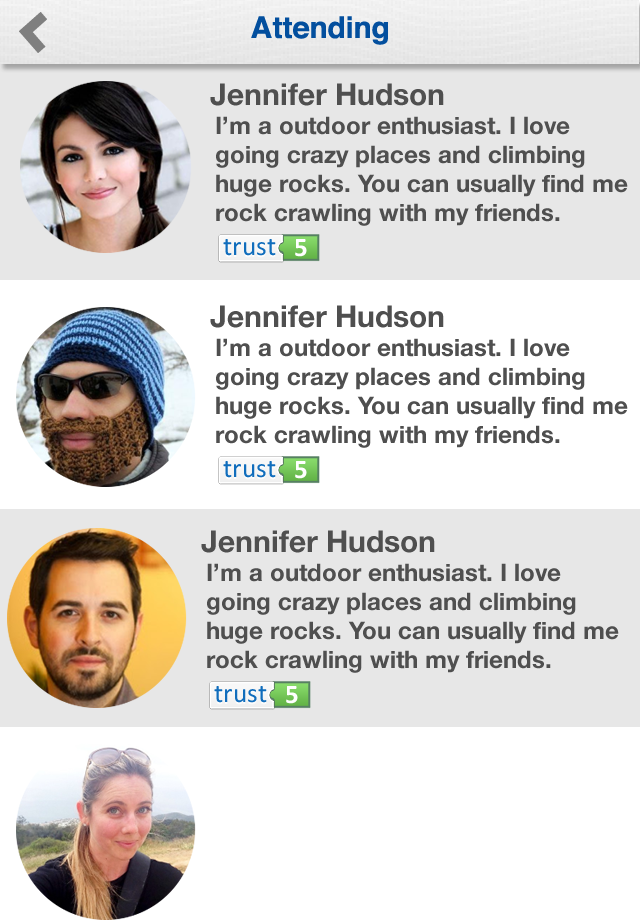 Attending
Jennifer Hudson
I’m a outdoor enthusiast. I love
going crazy places and climbing
huge rocks. You can usually find me
rock crawling with my friends.
trust 5
Jennifer Hudson
I’m a outdoor enthusiast. I love
going crazy places and climbing
huge rocks. You can usually find me
rock crawling with my friends.
trust 5
Jennifer Hudson
I’m a outdoor enthusiast. I love
going crazy places and climbing
huge rocks. You can usually find me
rock crawling with my friends.
trust 5